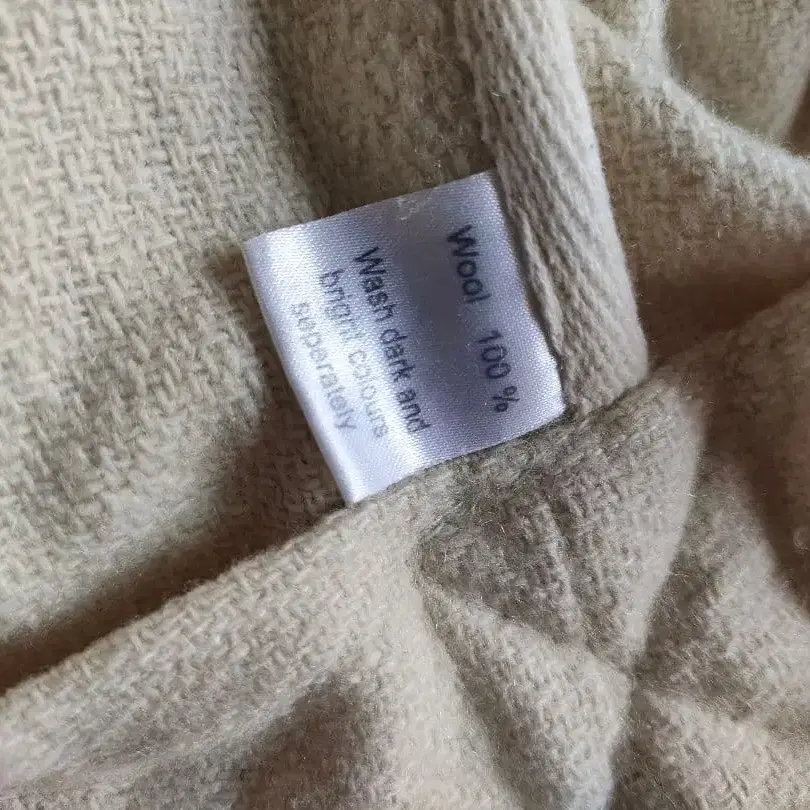 Wool 100 %
Wash dark and
bright colours
seperately